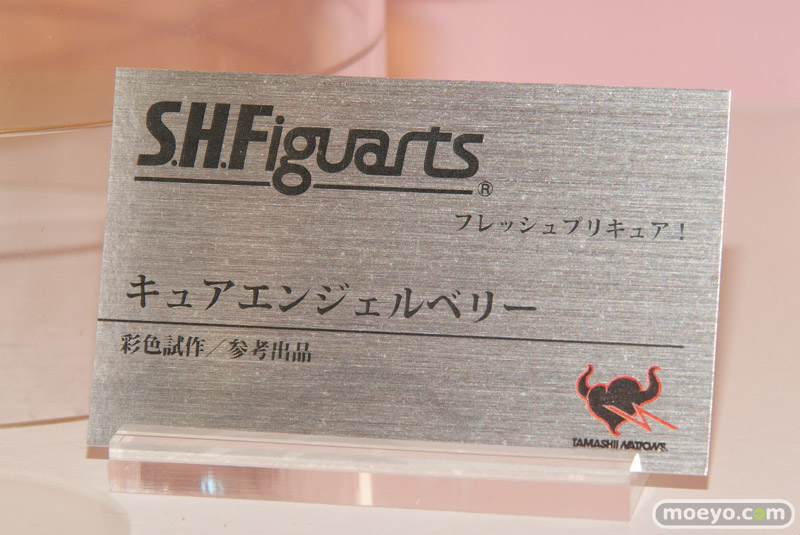 S.H.Figuarts®
フレッシュプリキュア！
キュアエンジェルベリー
彩色試作／参考出品
TAMASHII NATIONS
moeyo.com